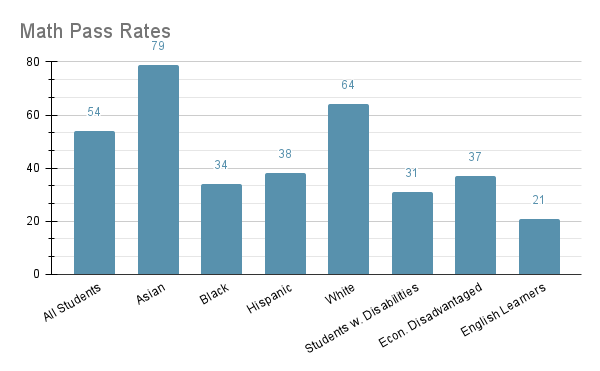 Math Pass Rates
79
80
64
60
54
38
37
34
40
31
21
20
0
All Students
Asian
Black
Hispanic
White
Students w. Disabilities
Econ. Disadvantaged
English Learners